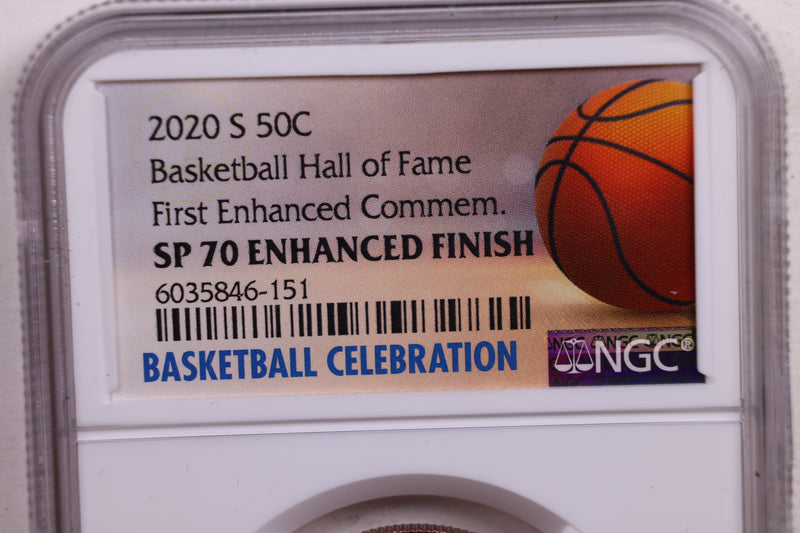 2020 S 50C
Basketball Hall of Fame
First Enhanced Commem.
SP 70 ENHANCED FINISH
6035846-151
BASKETBALL CELEBRATION
NGC®